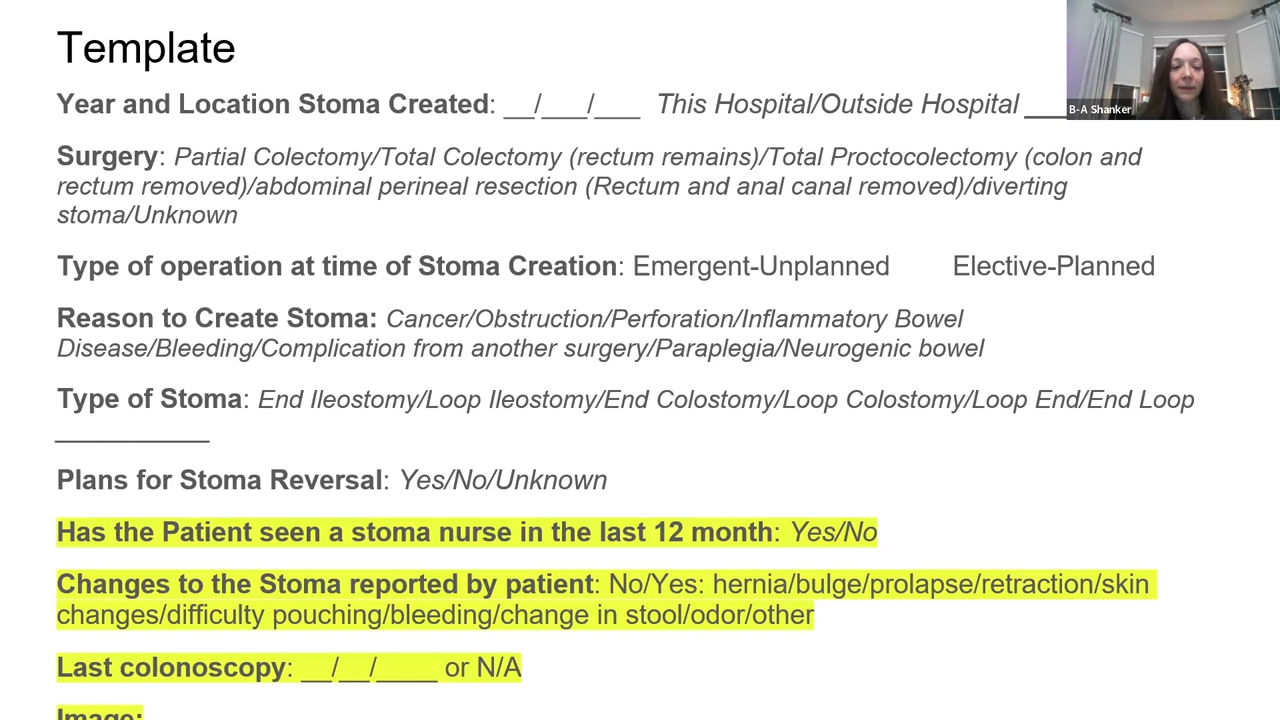 Template
Year and Location Stoma Created: __/___/___ This Hospital/Outside Hospital ___
B-A Shanker
Surgery: Partial Colectomy/Total Colectomy (rectum remains)/Total Proctocolectomy (colon and
rectum removed)/abdominal perineal resection (Rectum and anal canal removed)/diverting
stoma/Unknown
Type of operation at time of Stoma Creation: Emergent-Unplanned Elective-Planned
Reason to Create Stoma: Cancer/Obstruction/Perforation/Inflammatory Bowel
Disease/Bleeding/Complication from another surgery/Paraplegia/Neurogenic bowel
Type of Stoma: End Ileostomy/Loop Ileostomy/End Colostomy/Loop Colostomy/Loop End/End Loop
___________
Plans for Stoma Reversal: Yes/No/Unknown
Has the Patient seen a stoma nurse in the last 12 month: Yes/No
Changes to the Stoma reported by patient: No/Yes: hernia/bulge/prolapse/retraction/skin
changes/difficulty pouching/bleeding/change in stool/odor/other
Last colonoscopy: __/__/____ or N/A
Image: